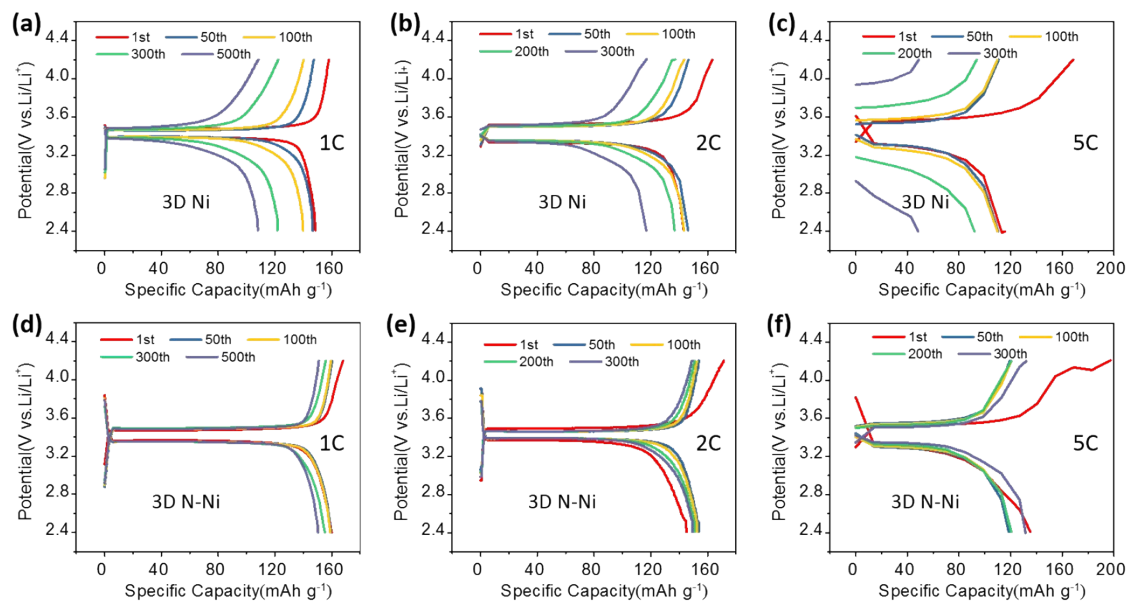 (a)
1st 50th 100th
300th 500th
4.4
4.0
3.6
3.2
2.8
2.4
Potential(V vs.Li/Li⁺)
1C
3D Ni
0 40 80 120 160
Specific Capacity(mAh g⁻¹)
(b)
1st 50th 100th
200th 300th
4.4
4.0
3.6
3.2
2.8
2.4
Potential(V vs.Li/Li₊)
2C
3D Ni
0 40 80 120 160
Specific Capacity(mAh g⁻¹)
(c)
1st 50th 100th
200th 300th
4.4
4.0
3.6
3.2
2.8
2.4
Potential(V vs.Li/Li⁺)
5C
3D Ni
0 40 80 120 160 200
Specific Capacity(mAh g⁻¹)
(d)
1st 50th 100th
300th 500th
4.4
4.0
3.6
3.2
2.8
2.4
Potential(V vs.Li/Li⁺)
1C
3D N-Ni
0 40 80 120 160
Specific Capacity(mAh g⁻¹)
(e)
1st 50th 100th
200th 300th
4.4
4.0
3.6
3.2
2.8
2.4
Potential(V vs.Li/Li⁺)
2C
3D N-Ni
0 40 80 120 160
Specific Capacity(mAh g⁻¹)
(f)
1st 50th 100th
200th 300th
4.4
4.0
3.6
3.2
2.8
2.4
Potential(V vs.Li/Li⁺)
5C
3D N-Ni
0 40 80 120 160 200
Specific Capacity(mAh g⁻¹)